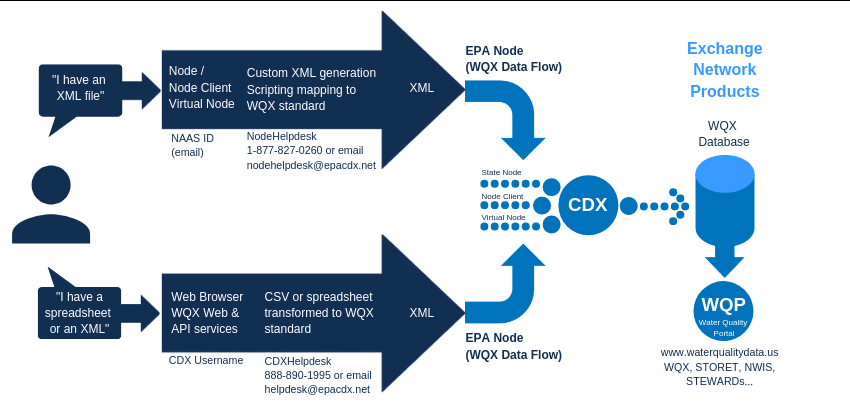 "I have an
XML file"
Node /
Node Client
Virtual Node
Custom XML generation
Scripting mapping to
WQX standard
XML
NAAS ID
(email)
NodeHelpdesk
1-877-827-0260 or email
nodehelpdesk@epacdx.net
EPA Node
(WQX Data Flow)
Exchange
Network
Products
WQX
Database
State Node
Node Client
Virtual Node
CDX
"I have a
spreadsheet
or an XML"
Web Browser
WQX Web &
API services
CSV or spreadsheet
transformed to WQX
standard
XML
CDX Username
CDXHelpdesk
888-890-1995 or email
helpdesk@epacdx.net
EPA Node
(WQX Data Flow)
WQP
Water Quality
Portal
www.waterqualitydata.us
WQX, STORET, NWIS,
STEWARDs...